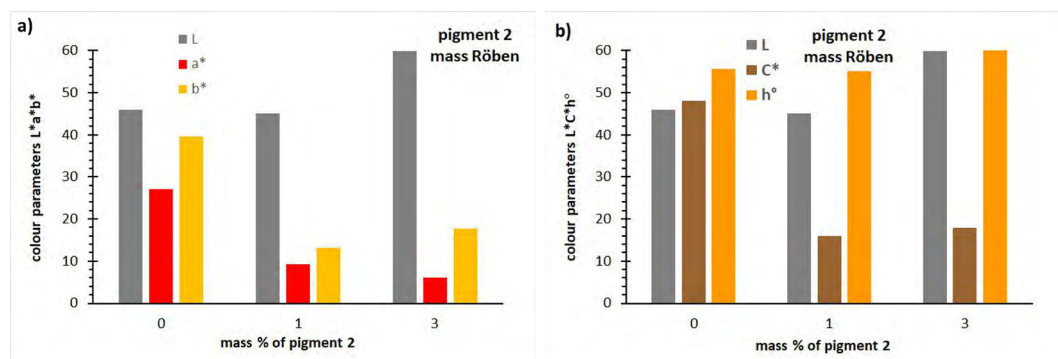 a)
pigment 2
mass Röben
L
a*
b*
colour parameters L*a*b*
60
50
40
30
20
10
0
0 1 3
mass % of pigment 2
b)
pigment 2
mass Röben
L
C*
h°
colour parameters L*C*h°
60
50
40
30
20
10
0
0 1 3
mass % of pigment 2